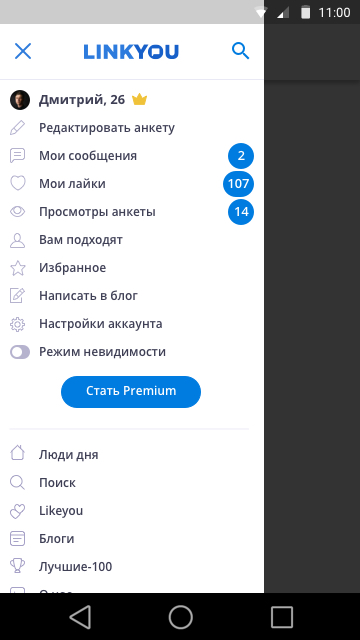 11:00
LINKYOU
Дмитрий, 26
Редактировать анкету
Мои сообщения 2
Мои лайки 107
Просмотры анкеты 14
Вам подходят
Избранное
Написать в блог
Настройки аккаунта
Режим невидимости
Стать Premium
Люди дня
Поиск
Likeyou
Блоги
Лучшие-100
О нас